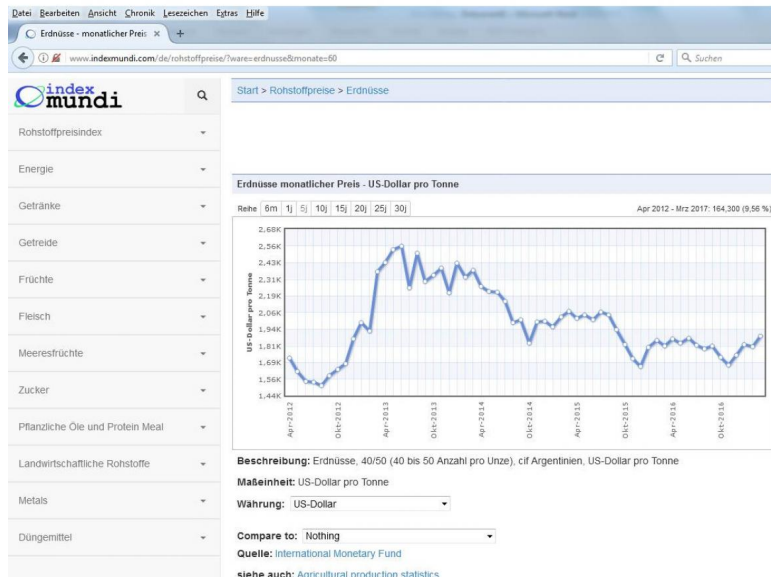 Datei Bearbeiten Ansicht Chronik Lesezeichen Extras Hilfe
Erdnüsse - monatlicher Preis × +
www.indexmundi.com/de/rohstoffpreise/?ware=erdnusse&monate=60
Suchen
index mundi
Start > Rohstoffpreise > Erdnüsse
Rohstoffpreisindex
Energie
Getränke
Getreide
Früchte
Fleisch
Meeresfrüchte
Zucker
Pflanzliche Öle und Protein Meal
Landwirtschaftliche Rohstoffe
Metals
Düngemittel
Erdnüsse monatlicher Preis - US-Dollar pro Tonne
Reihe 6m 1j 5j 10j 15j 20j 25j 30j
Apr 2012 - Mrz 2017: 164,300 (9,56 %)
US-Dollar pro Tonne
2.68K
2.56K
2.43K
2.31K
2.19K
2.06K
1.94K
1.81K
1.69K
1.56K
1.44K
Apr-2012
Okt-2012
Apr-2013
Okt-2013
Apr-2014
Okt-2014
Apr-2015
Okt-2015
Apr-2016
Okt-2016
Beschreibung: Erdnüsse, 40/50 (40 bis 50 Anzahl pro Unze), cif Argentinien, US-Dollar pro Tonne
Maßeinheit: US-Dollar pro Tonne
Währung: US-Dollar
Compare to: Nothing
Quelle: International Monetary Fund
siehe auch: Agricultural production statistics